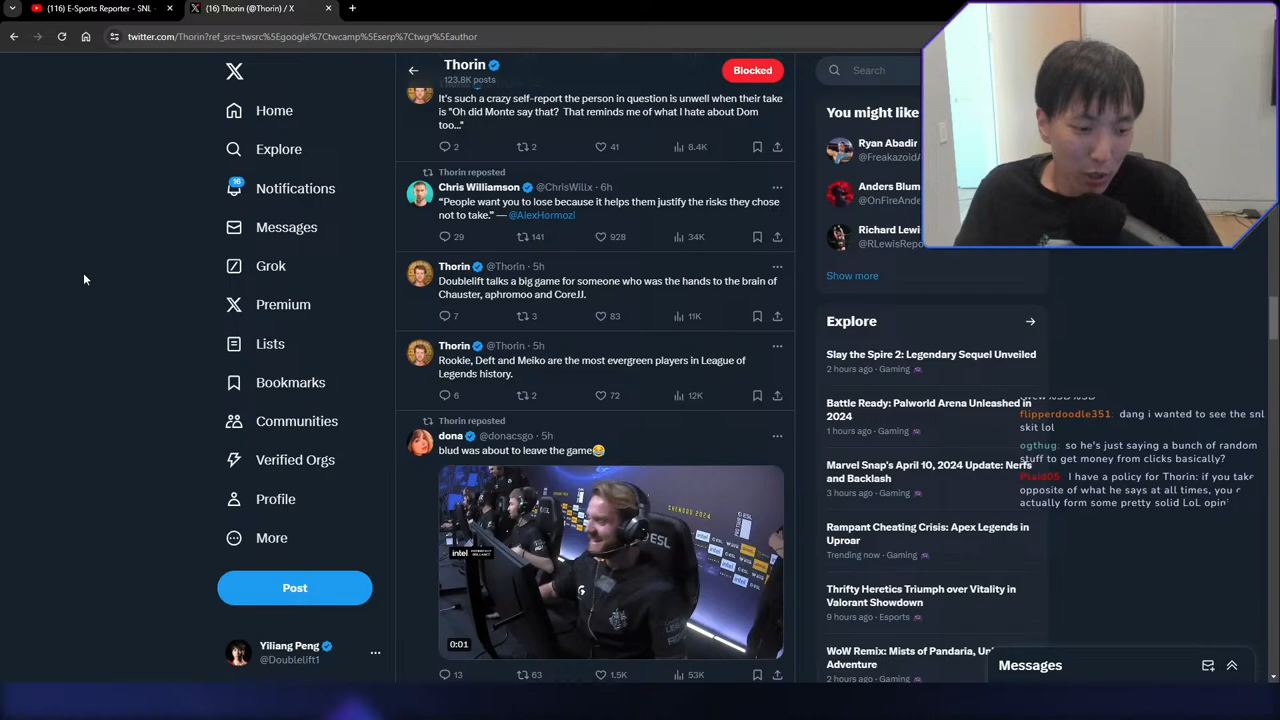 (116) E-Sports Reporter - SNL -
(16) Thorin (@Thorin) / X
twitter.com/Thorin?ref_src=twsrc%5Egoogle%7Ctwcamp%5Eserp%7Ctwgr%5Eauthor
Home
Explore
16
Notifications
Messages
Grok
Premium
Lists
Bookmarks
Communities
Verified Orgs
Profile
More
Post
Yiliang Peng
@Doublelift1
Thorin
123.8K posts
Blocked
It's such a crazy self-report the person in question is unwell when their take
is "Oh did Monte say that? That reminds me of what I hate about Dom
too..."
2 2 41 8.4K
Thorin reposted
Chris Williamson @ChrisWillx · 6h
“People want you to lose because it helps them justify the risks they chose
not to take.” — @AlexHormozi
29 141 928 34K
Thorin @Thorin · 5h
Doublelift talks a big game for someone who was the hands to the brain of
Chauster, aphromoo and CoreJJ.
7 3 83 11K
Thorin @Thorin · 5h
Rookie, Deft and Meiko are the most evergreen players in League of
Legends history.
6 2 72 12K
Thorin reposted
dona @donacsgo · 5h
blud was about to leave the game😂
intel
ESL
CHENGDU 2024
intel
0:01
13 63 1.5K 53K
Search
You might like
Ryan Abadir
@FreakazoidA
Anders Blum
@OnFireAnde
Richard Lewi
@RLewisRepo
Show more
Explore
Slay the Spire 2: Legendary Sequel Unveiled
2 hours ago · Gaming
Battle Ready: Palworld Arena Unleashed in
2024
1 hours ago · Gaming
Marvel Snap's April 10, 2024 Update: Nerfs
and Backlash
3 hours ago · Gaming
Rampant Cheating Crisis: Apex Legends in
Uproar
Trending now · Gaming
Thrifty Heretics Triumph over Vitality in
Valorant Showdown
9 hours ago · Esports
WoW Remix: Mists of Pandaria, Un
Adventure
2 hours ago · Gaming
Messages
flipperdoodle351: dang i wanted to see the snl
skit lol
ogthug: so he's just saying a bunch of random
stuff to get money from clicks basically?
I have a policy for Thorin: if you take
opposite of what he says at all times, you
actually form some pretty solid LoL opin